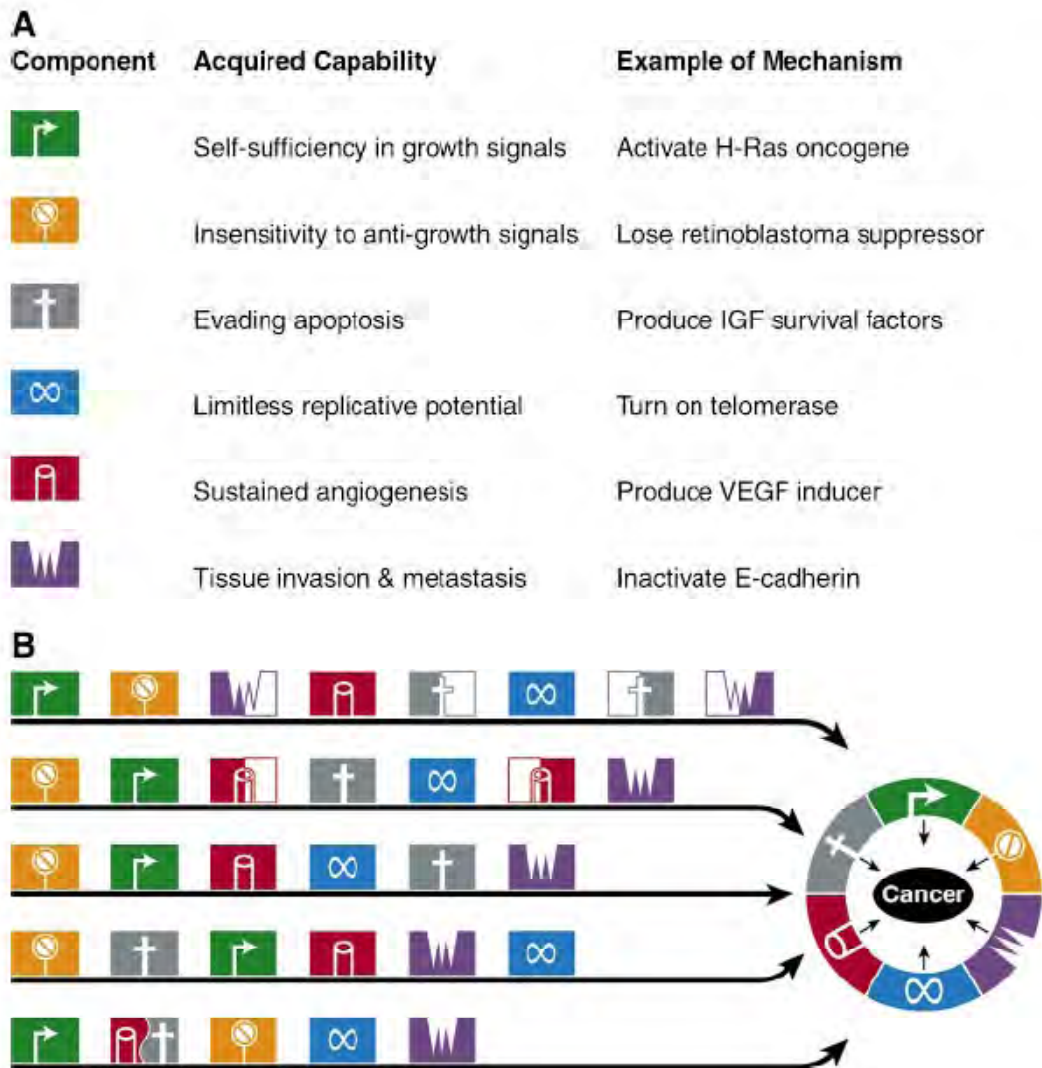 A
Component Acquired Capability Example of Mechanism
Self-sufficiency in growth signals Activate H-Ras oncogene
Insensitivity to anti-growth signals Lose retinoblastoma suppressor
Evading apoptosis Produce IGF survival factors
Limitless replicative potential Turn on telomerase
Sustained angiogenesis Produce VEGF inducer
Tissue invasion & metastasis Inactivate E-cadherin
B
Cancer